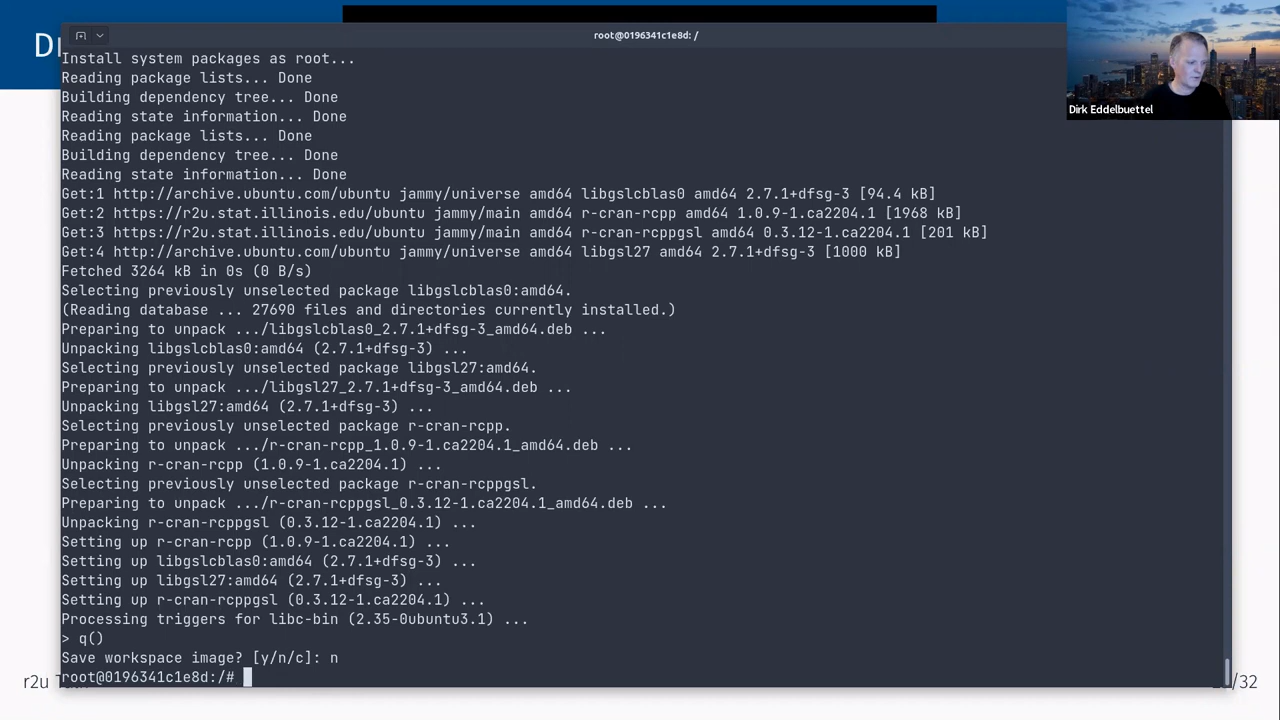 root@0196341c1e8d: /
Install system packages as root...
Reading package lists... Done
Building dependency tree... Done
Reading state information... Done
Reading package lists... Done
Building dependency tree... Done
Reading state information... Done
Get:1 http://archive.ubuntu.com/ubuntu jammy/universe amd64 libgslcblas0 amd64 2.7.1+dfsg-3 [94.4 kB]
Get:2 https://r2u.stat.illinois.edu/ubuntu jammy/main amd64 r-cran-rcpp amd64 1.0.9-1.ca2204.1 [1968 kB]
Get:3 https://r2u.stat.illinois.edu/ubuntu jammy/main amd64 r-cran-rcppgsl amd64 0.3.12-1.ca2204.1 [201 kB]
Get:4 http://archive.ubuntu.com/ubuntu jammy/universe amd64 libgsl27 amd64 2.7.1+dfsg-3 [1000 kB]
Fetched 3264 kB in 0s (0 B/s)
Selecting previously unselected package libgslcblas0:amd64.
(Reading database ... 27690 files and directories currently installed.)
Preparing to unpack .../libgslcblas0_2.7.1+dfsg-3_amd64.deb ...
Unpacking libgslcblas0:amd64 (2.7.1+dfsg-3) ...
Selecting previously unselected package libgsl27:amd64.
Preparing to unpack .../libgsl27_2.7.1+dfsg-3_amd64.deb ...
Unpacking libgsl27:amd64 (2.7.1+dfsg-3) ...
Selecting previously unselected package r-cran-rcpp.
Preparing to unpack .../r-cran-rcpp_1.0.9-1.ca2204.1_amd64.deb ...
Unpacking r-cran-rcpp (1.0.9-1.ca2204.1) ...
Selecting previously unselected package r-cran-rcppgsl.
Preparing to unpack .../r-cran-rcppgsl_0.3.12-1.ca2204.1_amd64.deb ...
Unpacking r-cran-rcppgsl (0.3.12-1.ca2204.1) ...
Setting up r-cran-rcpp (1.0.9-1.ca2204.1) ...
Setting up libgslcblas0:amd64 (2.7.1+dfsg-3) ...
Setting up libgsl27:amd64 (2.7.1+dfsg-3) ...
Setting up r-cran-rcppgsl (0.3.12-1.ca2204.1) ...
Processing triggers for libc-bin (2.35-0ubuntu3.1) ...
> q()
Save workspace image? [y/n/c]: n
root@0196341c1e8d:/#
Dirk Eddelbuettel
r2u
/32